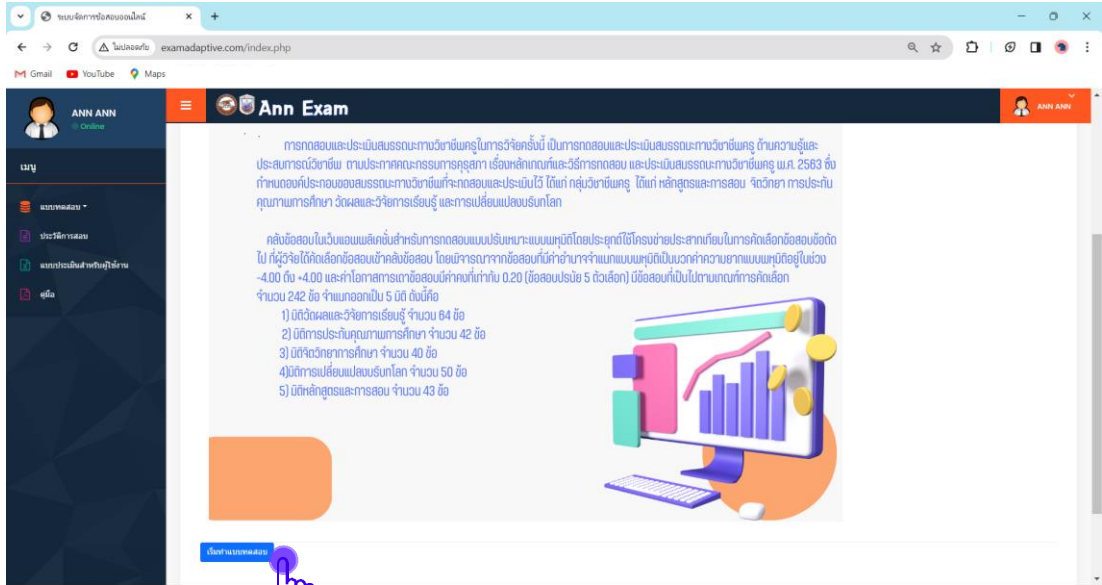 ระบบจัดการข้อสอบออนไลน์
ไม่ปลอดภัย examadaptive.com/index.php
Gmail YouTube Maps
ANN ANN
Online
Ann Exam
ANN ANN
เมนู
แบบทดสอบ
ประวัติการสอบ
แบบประเมินสำหรับผู้ใช้งาน
คู่มือ
การทดสอบและประเมินสมรรถนะทางวิชาชีพครูในการวิจัยครั้งนี้ เป็นการทดสอบและประเมินสมรรถนะทางวิชาชีพครู ด้านความรู้และ
ประสบการณ์วิชาชีพ ตามประกาศคณะกรรมการคุรุสภา เรื่องหลักเกณฑ์และวิธีการทดสอบ และประเมินสมรรถนะทางวิชาชีพครู พ.ศ. 2563 ซึ่ง
กำหนดองค์ประกอบของสมรรถนะทางวิชาชีพที่จะทดสอบและประเมินไว้ ได้แก่ กลุ่มวิชาชีพครู ได้แก่ หลักสูตรและการสอน จิตวิทยา การประกัน
คุณภาพการศึกษา วัดผลและวิจัยการเรียนรู้ และการเปลี่ยนแปลงบริบทโลก
คลังข้อสอบในเว็บแอพพลิเคชั่นสำหรับการทดสอบแบบปรับเหมาะแบบพหุมิติโดยประยุกต์ใช้โครงข่ายประสาทเทียมในการคัดเลือกข้อสอบข้อถัด
ไป ที่ผู้วิจัยได้คัดเลือกข้อสอบเข้าคลังข้อสอบ โดยพิจารณาจากข้อสอบที่มีค่าอำนาจจำแนกแบบพหุมิติเป็นบวกค่าความยากแบบพหุมิติอยู่ในช่วง
-4.00 ถึง +4.00 และค่าโอกาสการเดาข้อสอบมีค่าคงที่เท่ากับ 0.20 (ข้อสอบปรนัย 5 ตัวเลือก) มีข้อสอบที่เป็นไปตามเกณฑ์การคัดเลือก
จำนวน 242 ข้อ จำแนกออกเป็น 5 มิติ ดังนี้คือ
1) มิติวัดผลและวิจัยการเรียนรู้ จำนวน 64 ข้อ
2) มิติการประกันคุณภาพการศึกษา จำนวน 42 ข้อ
3) มิติจิตวิทยาการศึกษา จำนวน 40 ข้อ
4)มิติการเปลี่ยนแปลงบริบทโลก จำนวน 50 ข้อ
5) มิติหลักสูตรและการสอน จำนวน 43 ข้อ
เริ่มทำแบบทดสอบ